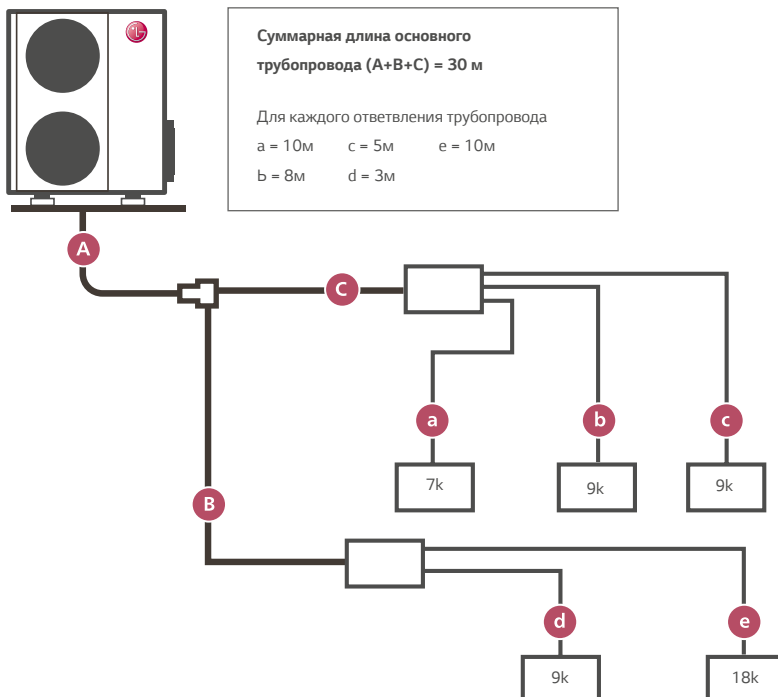 Суммарная длина основного
трубопровода (A+B+C) = 30 м
Для каждого ответвления трубопровода
a = 10м c = 5м e = 10м
b = 8м d = 3м
A
C
a
b
c
7k
9k
9k
B
d
e
9k
18k